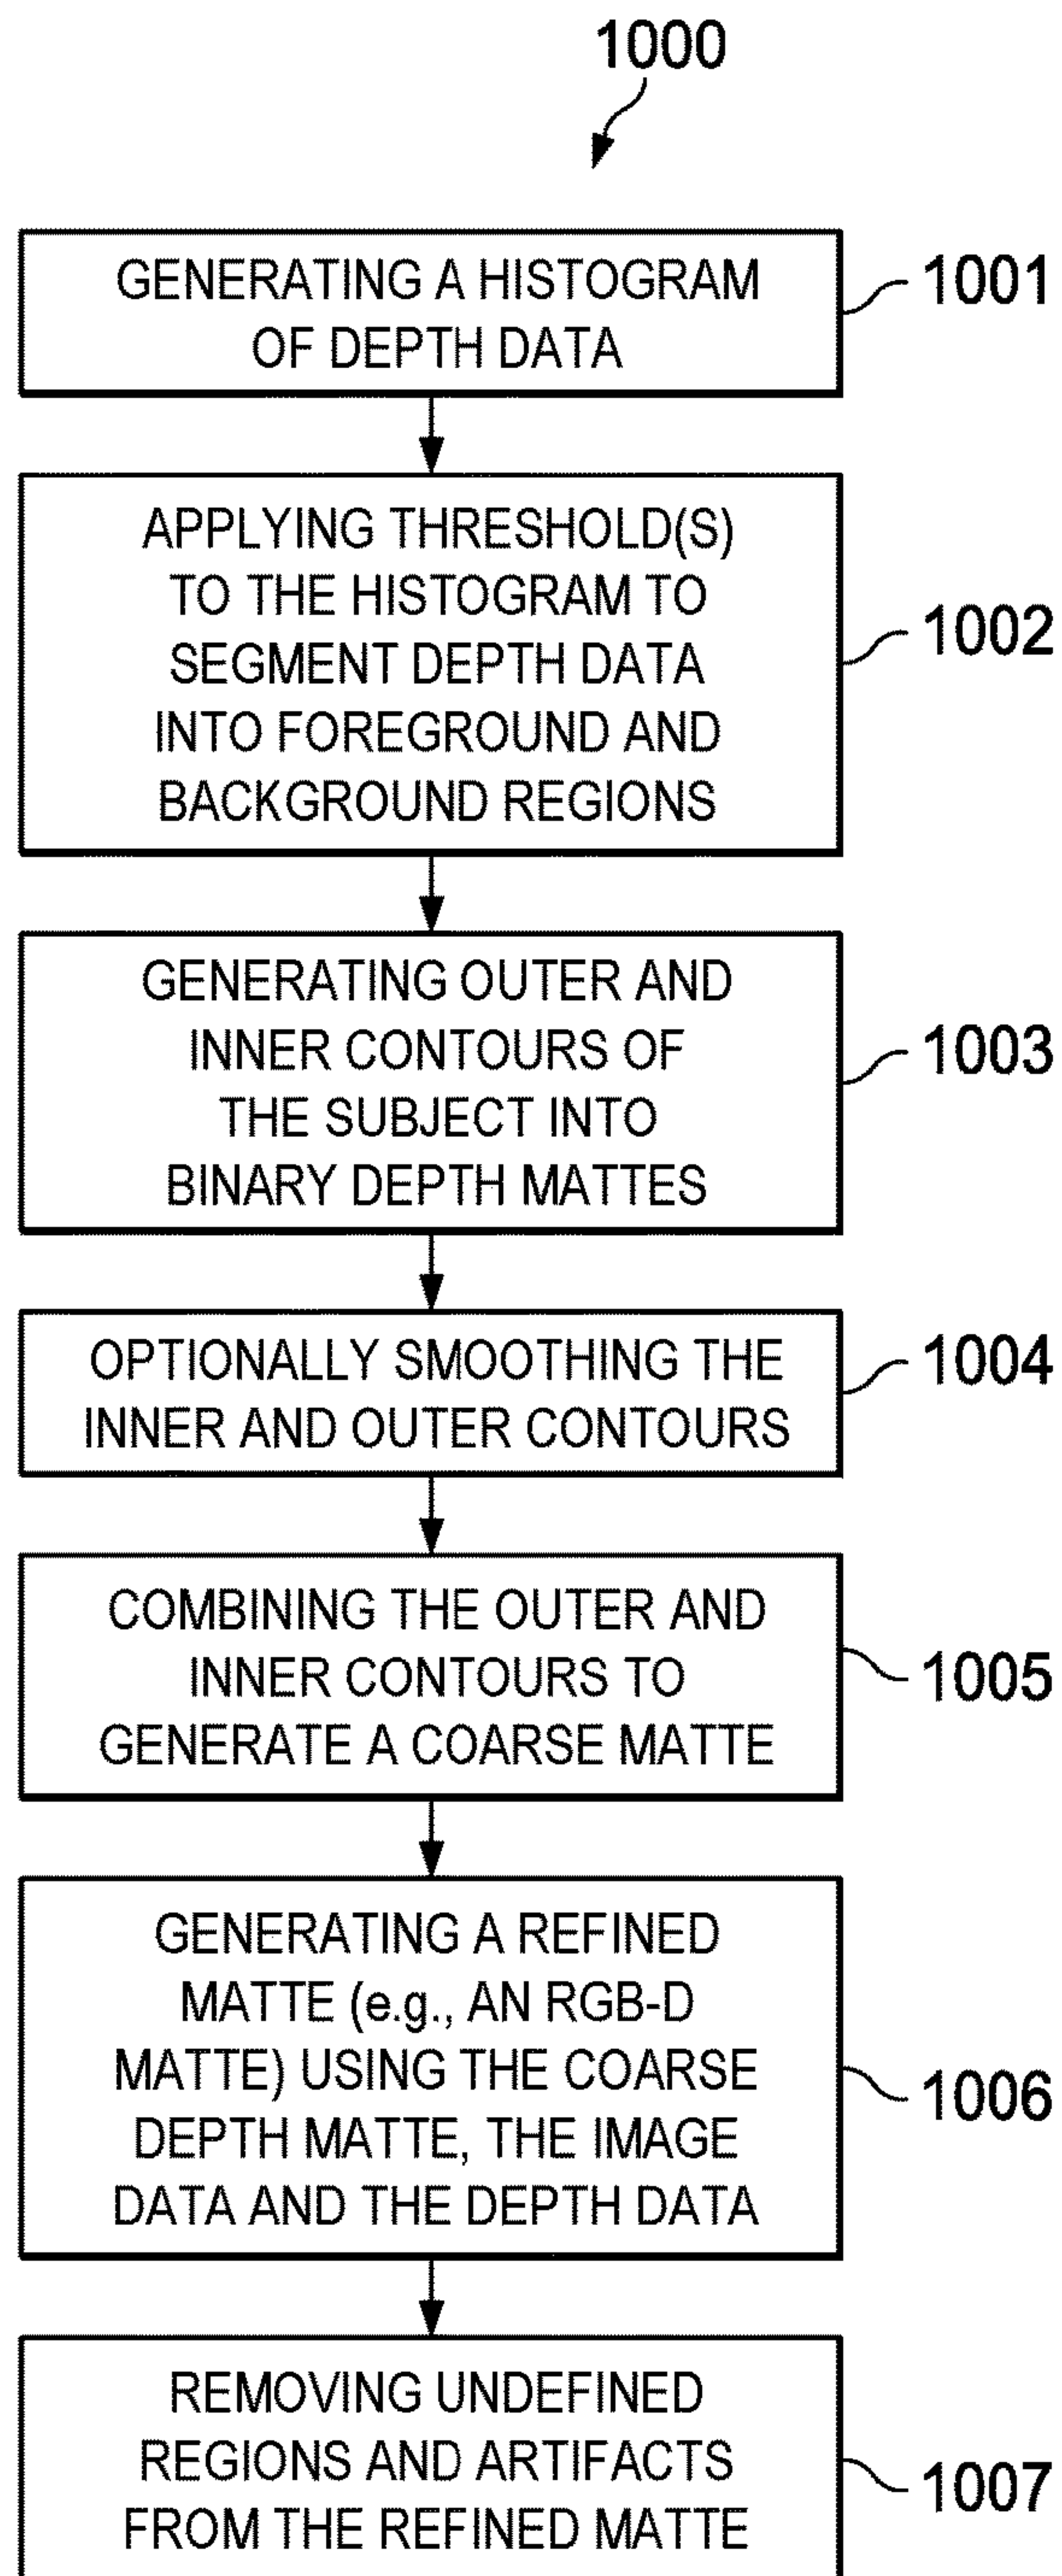 1000
GENERATING A HISTOGRAM
OF DEPTH DATA
1001
APPLYING THRESHOLD(S)
TO THE HISTOGRAM TO
SEGMENT DEPTH DATA
INTO FOREGROUND AND
BACKGROUND REGIONS
1002
GENERATING OUTER AND
INNER CONTOURS OF
THE SUBJECT INTO
BINARY DEPTH MATTES
1003
OPTIONALLY SMOOTHING THE
INNER AND OUTER CONTOURS
1004
COMBINING THE OUTER AND
INNER CONTOURS TO
GENERATE A COARSE MATTE
1005
GENERATING A REFINED
MATTE (e.g., AN RGB-D
MATTE) USING THE COARSE
DEPTH MATTE, THE IMAGE
DATA AND THE DEPTH DATA
1006
REMOVING UNDEFINED
REGIONS AND ARTIFACTS
FROM THE REFINED MATTE
1007